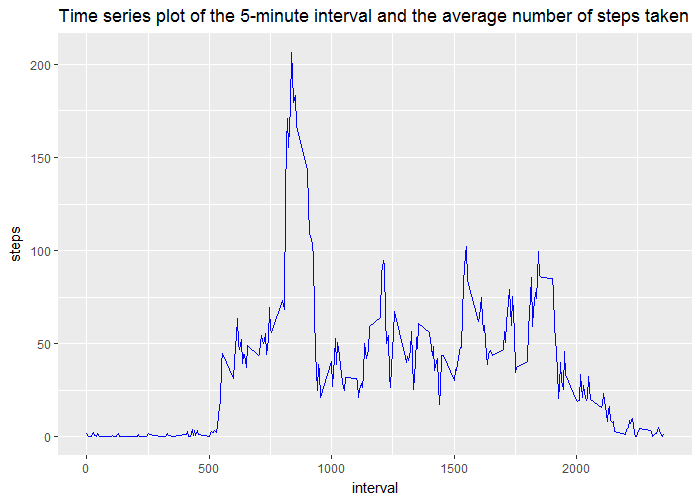 Time series plot of the 5-minute interval and the average number of steps taken
200
150
100
50
0
steps
0 500 1000 1500 2000
interval